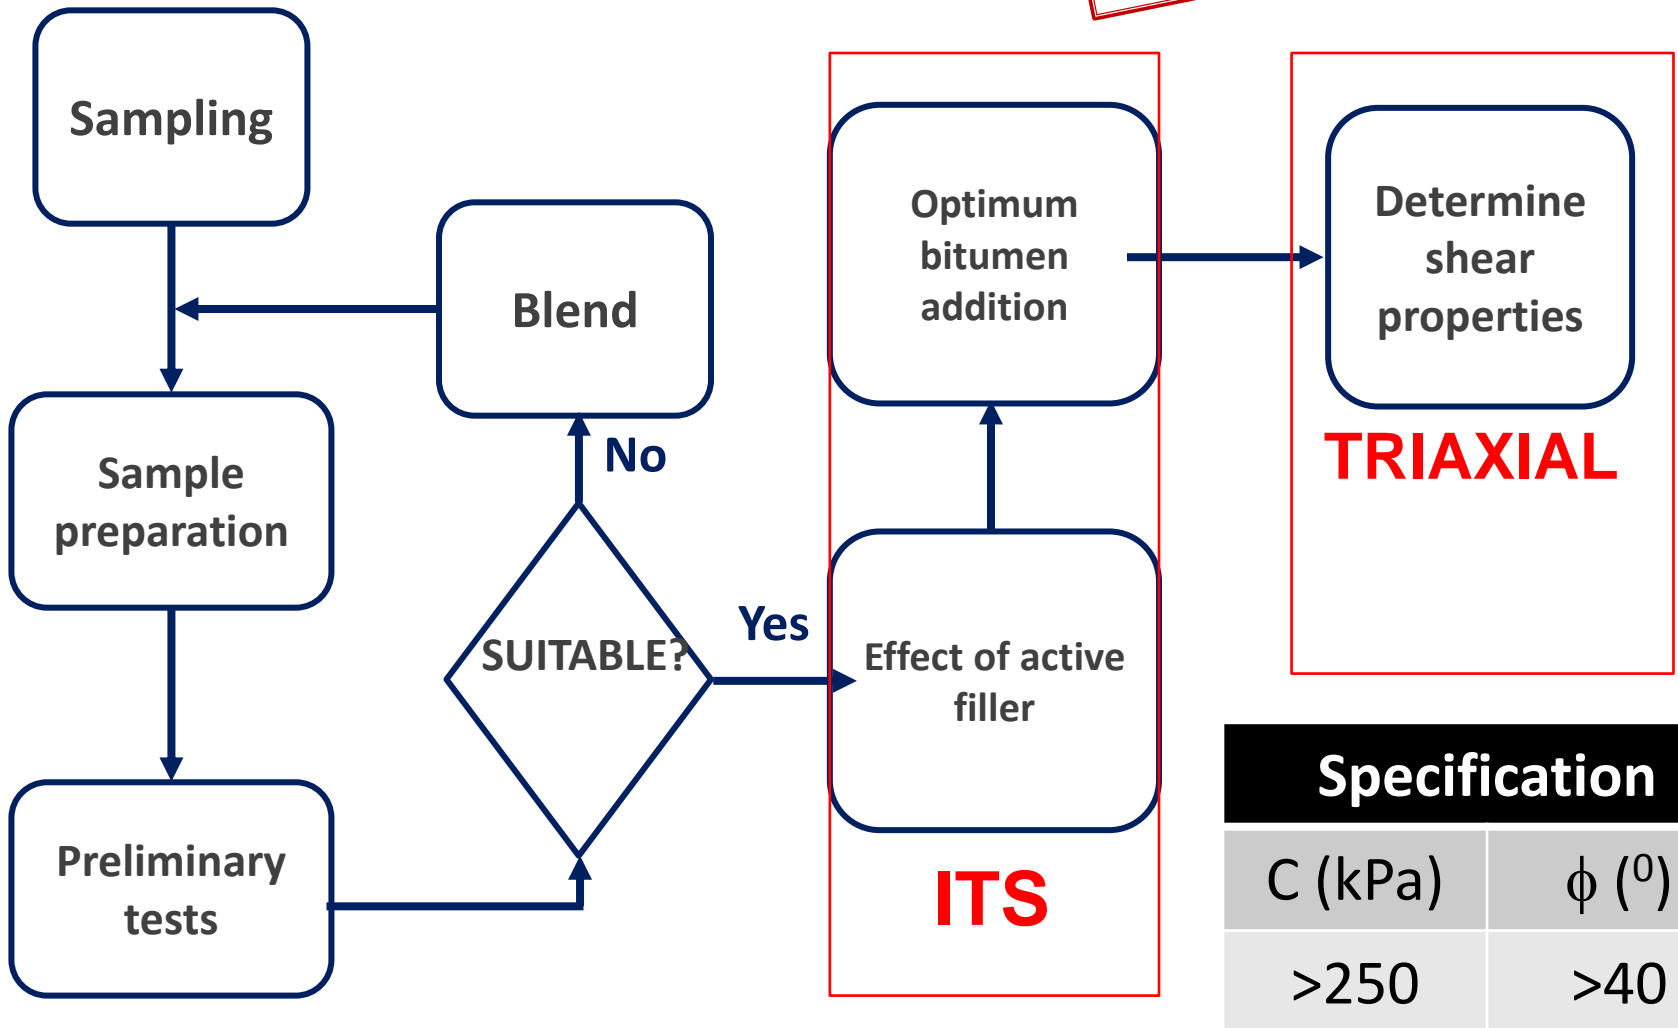 Sampling
Blend
No
Sample
preparation
Preliminary
tests
SUITABLE?
Yes
Optimum
bitumen
addition
Effect of active
filler
ITS
Determine
shear
properties
TRIAXIAL
Specification
C (kPa) ϕ (⁰)
>250 >40